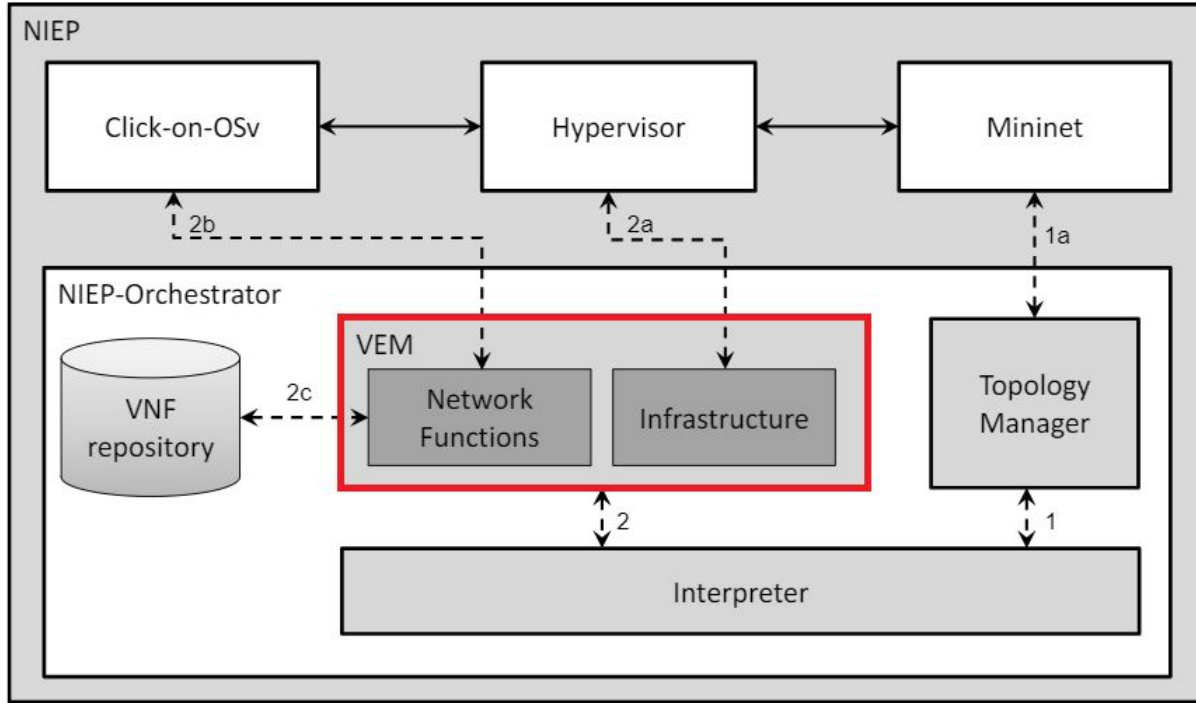 NIEP
Click-on-OSv
Hypervisor
Mininet
2b
2a
1a
NIEP-Orchestrator
VEM
VNF
repository
2c
Network
Functions
Infrastructure
Topology
Manager
2
1
Interpreter